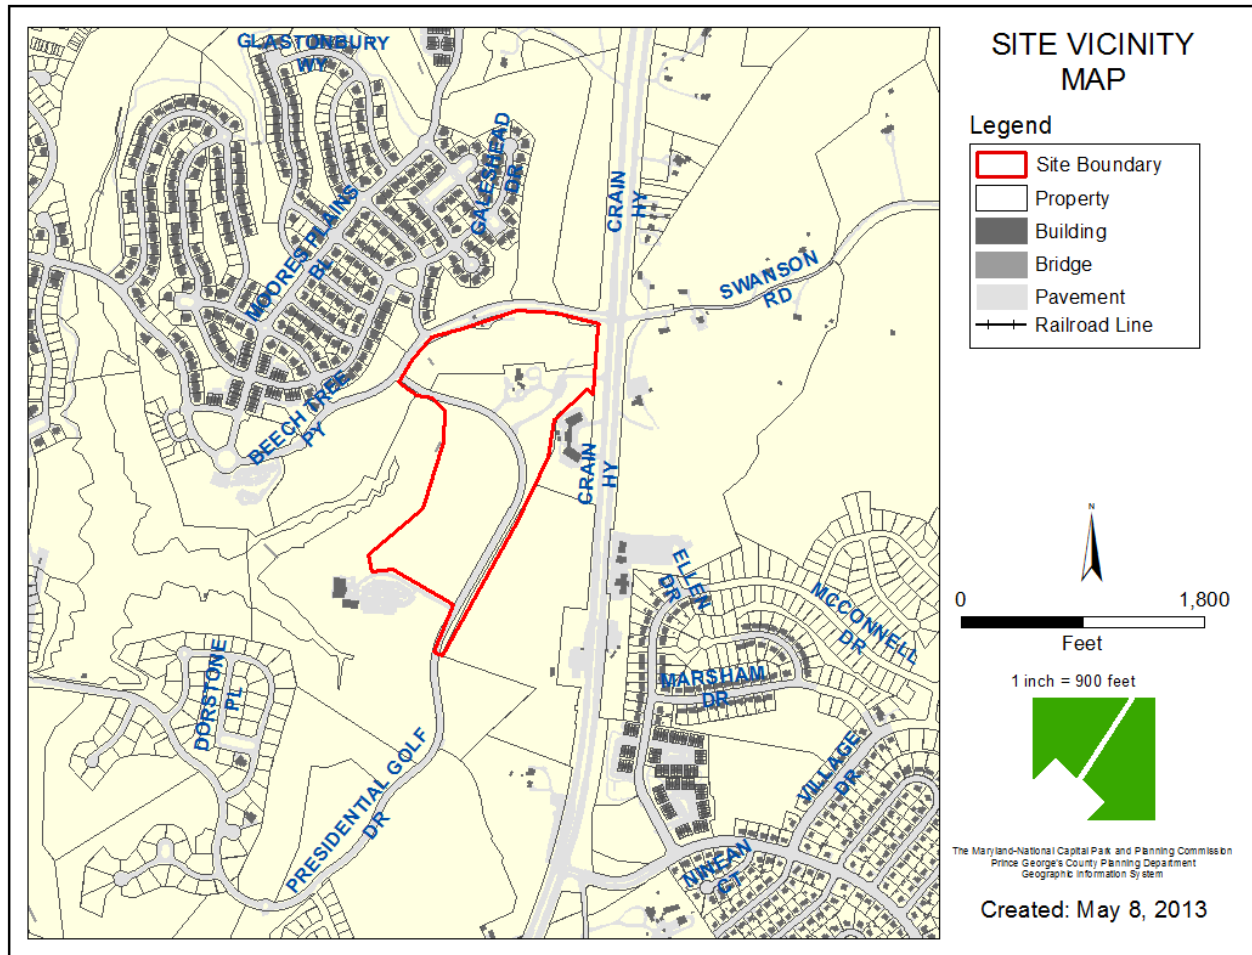 SITE VICINITY
MAP
Legend
Site Boundary
Property
Building
Bridge
Pavement
Railroad Line
GLASTONBURY
WY
GALESHEAD
DR
CRAIN
HY
MOORES PLAINS
BL
SWANSON
RD
BEECH TREE
PY
CRAIN
HY
ELLEN
DR
MCCONNELL
DR
MARSHAM
DR
DORSTONE
PL
VILLAGE
DR
PRESIDENTIAL GOLF
DR
NINEAN
CT
N
0 1,800
Feet
1 inch = 900 feet
The Maryland-National Capital Park and Planning Commission
Prince George's County Planning Department
Geographic Information System
Created: May 8, 2013